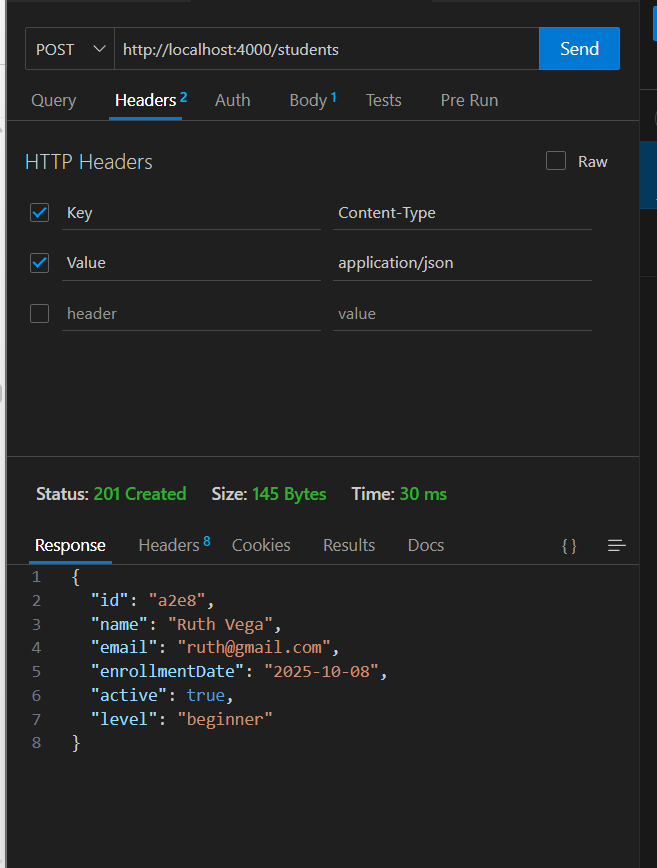 POST http://localhost:4000/students Send
Query Headers 2 Auth Body 1 Tests Pre Run
HTTP Headers Raw
Key Content-Type
Value application/json
header value
Status: 201 Created Size: 145 Bytes Time: 30 ms
Response Headers 8 Cookies Results Docs { }
1 {
2 "id": "a2e8",
3 "name": "Ruth Vega",
4 "email": "ruth@gmail.com",
5 "enrollmentDate": "2025-10-08",
6 "active": true,
7 "level": "beginner"
8 }